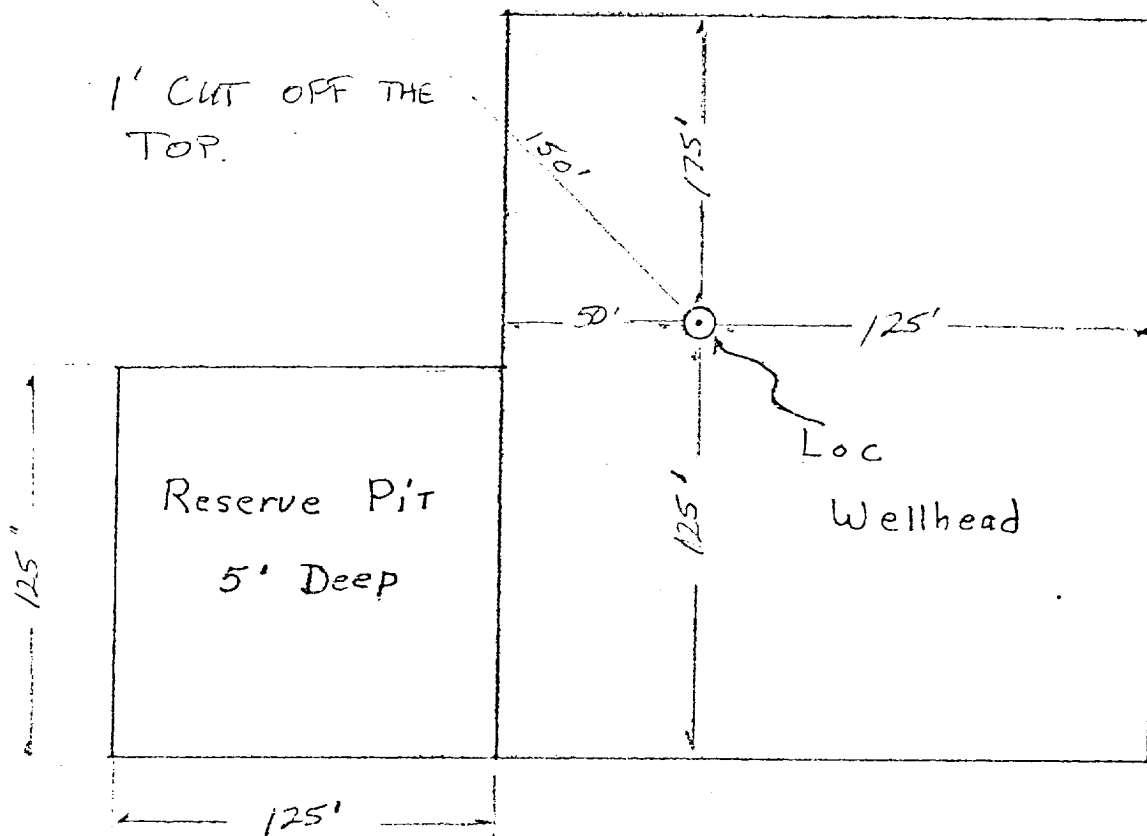 1' CUT OFF THE
TOP.
150'
175'
50'
125'
Loc
Wellhead
125'
Reserve PiT
5' Deep
125"
125'